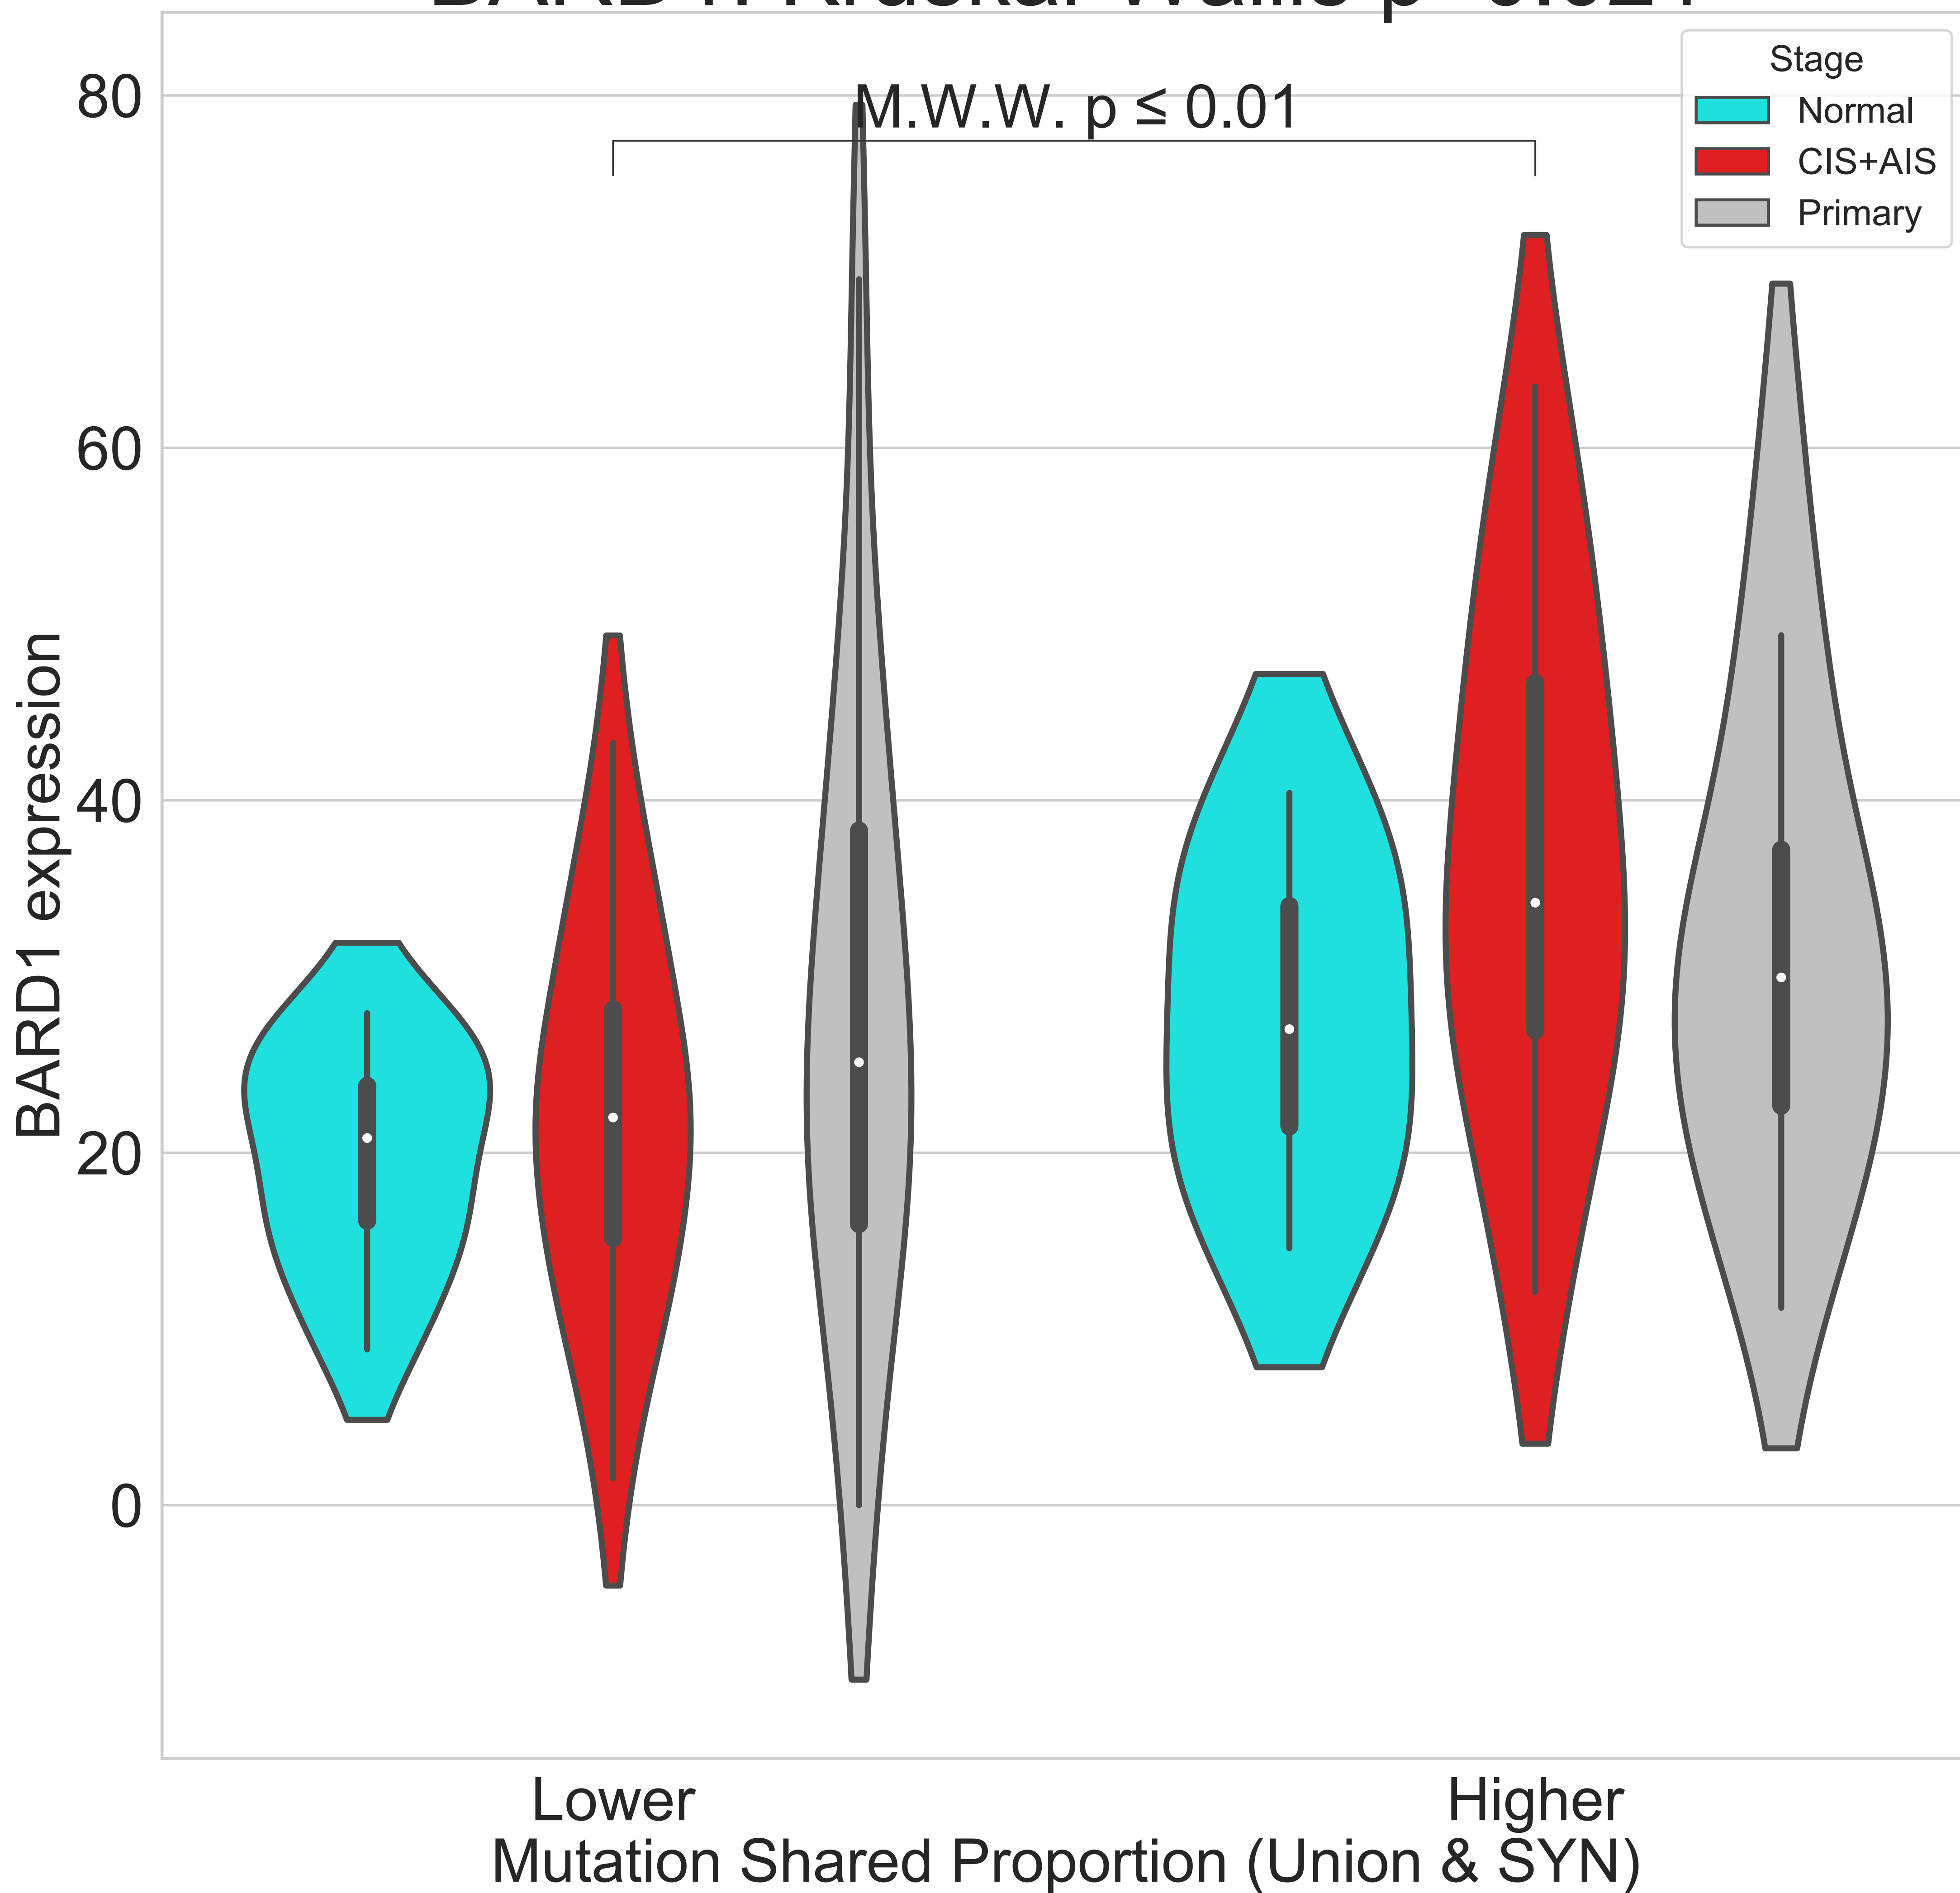 M.W.W. p ≤ 0.01
Stage
Normal
CIS+AIS
Primary
80
60
40
20
0
BARD1 expression
Lower
Higher
Mutation Shared Proportion (Union & SYN)